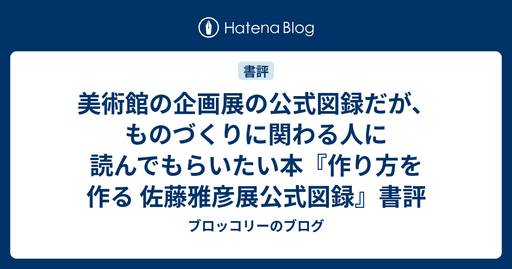 Hatena Blog
書評
美術館の企画展の公式図録だが、
ものづくりに関わる人に
読んでもらいたい本『作り方を
作る 佐藤雅彦展公式図録』書評
ブロッコリーのブログ